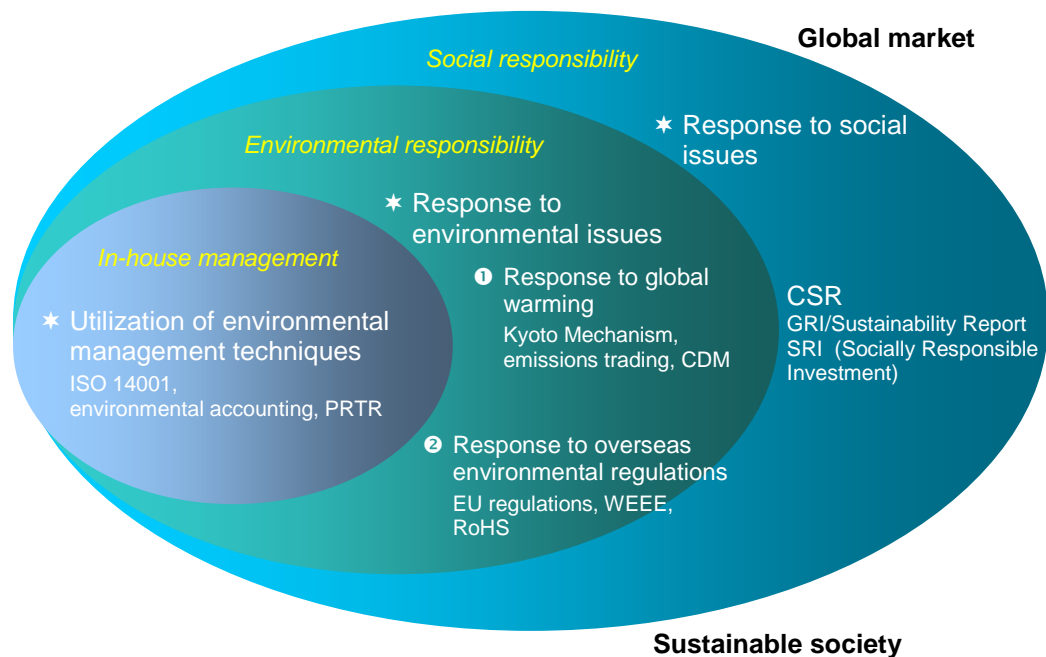 Global market
Social responsibility
✶ Response to social
issues
Environmental responsibility
✶ Response to
environmental issues
In-house management
❶ Response to global
warming
Kyoto Mechanism,
emissions trading, CDM
✶ Utilization of environmental
management techniques
ISO 14001,
environmental accounting, PRTR
CSR
GRI/Sustainability Report
SRI (Socially Responsible
Investment)
❷ Response to overseas
environmental regulations
EU regulations, WEEE,
RoHS
Sustainable society